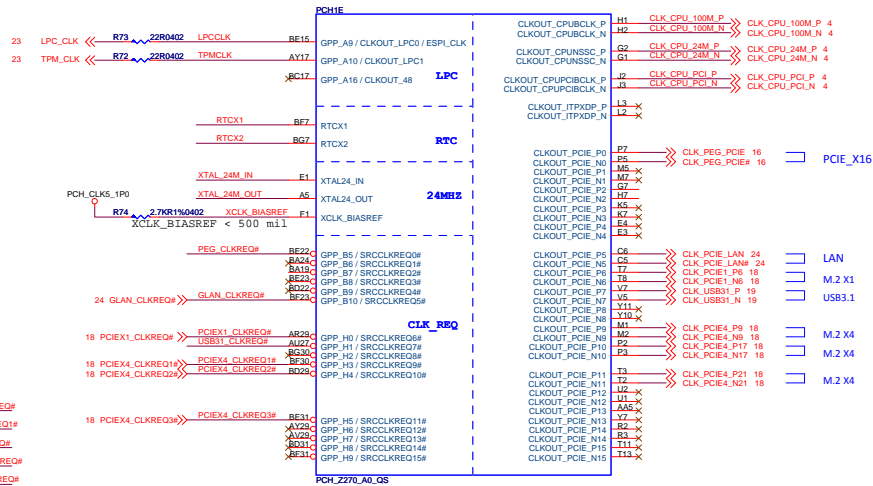 PCH1E
23 LPC_CLK R73 22R0402 LPCCLK BE15 GPP_A9 / CLKOUT_LPC0 / ESPI_CLK
23 TPM_CLK R72 22R0402 TPMCLK AY17 GPP_A10 / CLKOUT_LPC1
BC17 GPP_A16 / CLKOUT_48
LPC
RTCX1 BF7 RTCX1
RTCX2 BG7 RTCX2
RTC
XTAL_24M_IN E1 XTAL24_IN
XTAL_24M_OUT A5 XTAL24_OUT
24MHZ
PCH_CLK5_1P0
R74 2.7KR1%0402 XCLK_BIASREF F1 XCLK_BIASREF
XCLK_BIASREF < 500 mil
PEG_CLKREQ# BE22 GPP_B5 / SRCCLKREQ0#
BA24 GPP_B6 / SRCCLKREQ1#
BA19 GPP_B7 / SRCCLKREQ2#
BE23 GPP_B8 / SRCCLKREQ3#
BD22 GPP_B9 / SRCCLKREQ4#
24 GLAN_CLKREQ# GLAN_CLKREQ# BF23 GPP_B10 / SRCCLKREQ5#
CLK_REQ
18 PCIEX1_CLKREQ# PCIEX1_CLKREQ# AR29 GPP_H0 / SRCCLKREQ6#
USB31_CLKREQ# AU27 GPP_H1 / SRCCLKREQ7#
BG30 GPP_H2 / SRCCLKREQ8#
18 PCIEX4_CLKREQ1# PCIEX4_CLKREQ1# BF30 GPP_H3 / SRCCLKREQ9#
18 PCIEX4_CLKREQ2# PCIEX4_CLKREQ2# BD29 GPP_H4 / SRCCLKREQ10#
18 PCIEX4_CLKREQ3# PCIEX4_CLKREQ3# BE31 GPP_H5 / SRCCLKREQ11#
AY29 GPP_H6 / SRCCLKREQ12#
AV29 GPP_H7 / SRCCLKREQ13#
BD31 GPP_H8 / SRCCLKREQ14#
BF31 GPP_H9 / SRCCLKREQ15#
EQ#
EQ1#
Q#
REQ#
REQ#
CLKOUT_CPUBCLK_P H1 CLK_CPU_100M_P CLK_CPU_100M_P 4
CLKOUT_CPUBCLK_N H2 CLK_CPU_100M_N CLK_CPU_100M_N 4
CLKOUT_CPUNSSC_P G2 CLK_CPU_24M_P CLK_CPU_24M_P 4
CLKOUT_CPUNSSC_N G1 CLK_CPU_24M_N CLK_CPU_24M_N 4
CLKOUT_CPUPCIBCLK_P J2 CLK_CPU_PCI_P CLK_CPU_PCI_P 4
CLKOUT_CPUPCIBCLK_N J3 CLK_CPU_PCI_N CLK_CPU_PCI_N 4
CLKOUT_ITPXDP_P L3
CLKOUT_ITPXDP_N L2
CLKOUT_PCIE_P0 P7 CLK_PEG_PCIE 16
CLKOUT_PCIE_N0 P5 CLK_PEG_PCIE# 16
PCIE_X16
CLKOUT_PCIE_P1 M5
CLKOUT_PCIE_N1 M7
CLKOUT_PCIE_P2 G7
CLKOUT_PCIE_N2 H7
CLKOUT_PCIE_P3 K5
CLKOUT_PCIE_N3 K7
CLKOUT_PCIE_P4 E4
CLKOUT_PCIE_N4 E3
CLKOUT_PCIE_P5 C6 CLK_PCIE_LAN 24
CLKOUT_PCIE_N5 C5 CLK_PCIE_LAN# 24
LAN
CLKOUT_PCIE_P6 T7 CLK_PCIE1_P6 18
CLKOUT_PCIE_N6 T8 CLK_PCIE1_N6 18
M.2 X1
CLKOUT_PCIE_P7 V7 CLK_USB31_P 19
CLKOUT_PCIE_N7 V5 CLK_USB31_N 19
USB3.1
CLKOUT_PCIE_P8 Y11
CLKOUT_PCIE_N8 Y10
CLKOUT_PCIE_P9 M1 CLK_PCIE4_P9 18
CLKOUT_PCIE_N9 M2 CLK_PCIE4_N9 18
M.2 X4
CLKOUT_PCIE_P10 P2 CLK_PCIE4_P17 18
CLKOUT_PCIE_N10 P3 CLK_PCIE4_N17 18
M.2 X4
CLKOUT_PCIE_P11 T3 CLK_PCIE4_P21 18
CLKOUT_PCIE_N11 T2 CLK_PCIE4_N21 18
M.2 X4
CLKOUT_PCIE_P12 U2
CLKOUT_PCIE_N12 U1
CLKOUT_PCIE_P13 AA5
CLKOUT_PCIE_N13 Y7
CLKOUT_PCIE_P14 R2
CLKOUT_PCIE_N14 R3
CLKOUT_PCIE_P15 T11
CLKOUT_PCIE_N15 T13
PCH_Z270_A0_QS